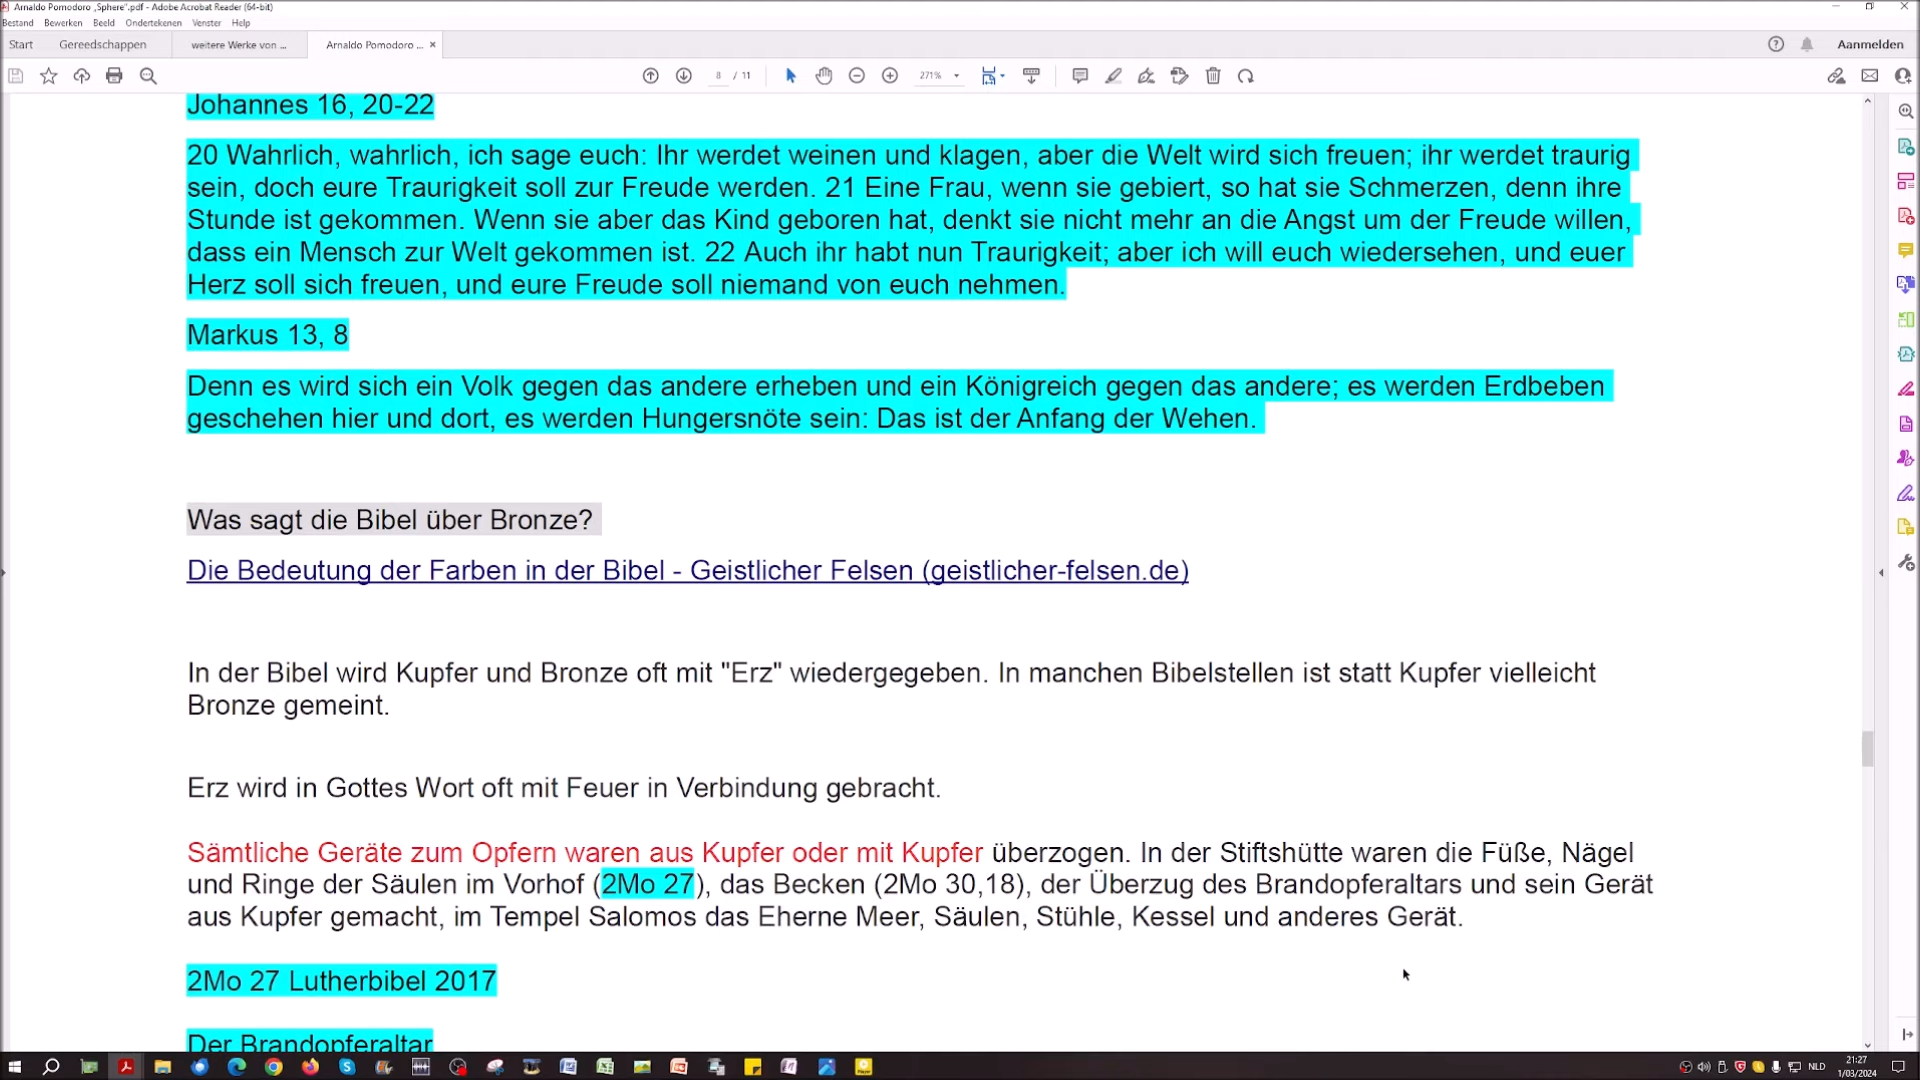 Arnaldo Pomodoro „Sphere".pdf - Adobe Acrobat Reader (64-bit)
Bestand Bewerken Beeld Ondertekenen Venster Help
Start Gereedschappen weitere Werke von ... Arnaldo Pomodoro ... × Aanmelden
8 / 11 271%
Johannes 16, 20-22
20 Wahrlich, wahrlich, ich sage euch: Ihr werdet weinen und klagen, aber die Welt wird sich freuen; ihr werdet traurig
sein, doch eure Traurigkeit soll zur Freude werden. 21 Eine Frau, wenn sie gebiert, so hat sie Schmerzen, denn ihre
Stunde ist gekommen. Wenn sie aber das Kind geboren hat, denkt sie nicht mehr an die Angst um der Freude willen,
dass ein Mensch zur Welt gekommen ist. 22 Auch ihr habt nun Traurigkeit; aber ich will euch wiedersehen, und euer
Herz soll sich freuen, und eure Freude soll niemand von euch nehmen.
Markus 13, 8
Denn es wird sich ein Volk gegen das andere erheben und ein Königreich gegen das andere; es werden Erdbeben
geschehen hier und dort, es werden Hungersnöte sein: Das ist der Anfang der Wehen.
Was sagt die Bibel über Bronze?
Die Bedeutung der Farben in der Bibel - Geistlicher Felsen (geistlicher-felsen.de)
In der Bibel wird Kupfer und Bronze oft mit "Erz" wiedergegeben. In manchen Bibelstellen ist statt Kupfer vielleicht
Bronze gemeint.
Erz wird in Gottes Wort oft mit Feuer in Verbindung gebracht.
Sämtliche Geräte zum Opfern waren aus Kupfer oder mit Kupfer überzogen. In der Stiftshütte waren die Füße, Nägel
und Ringe der Säulen im Vorhof (2Mo 27), das Becken (2Mo 30,18), der Überzug des Brandopferaltars und sein Gerät
aus Kupfer gemacht, im Tempel Salomos das Eherne Meer, Säulen, Stühle, Kessel und anderes Gerät.
2Mo 27 Lutherbibel 2017
Der Brandopferaltar
NLD
21:27
1/03/2024